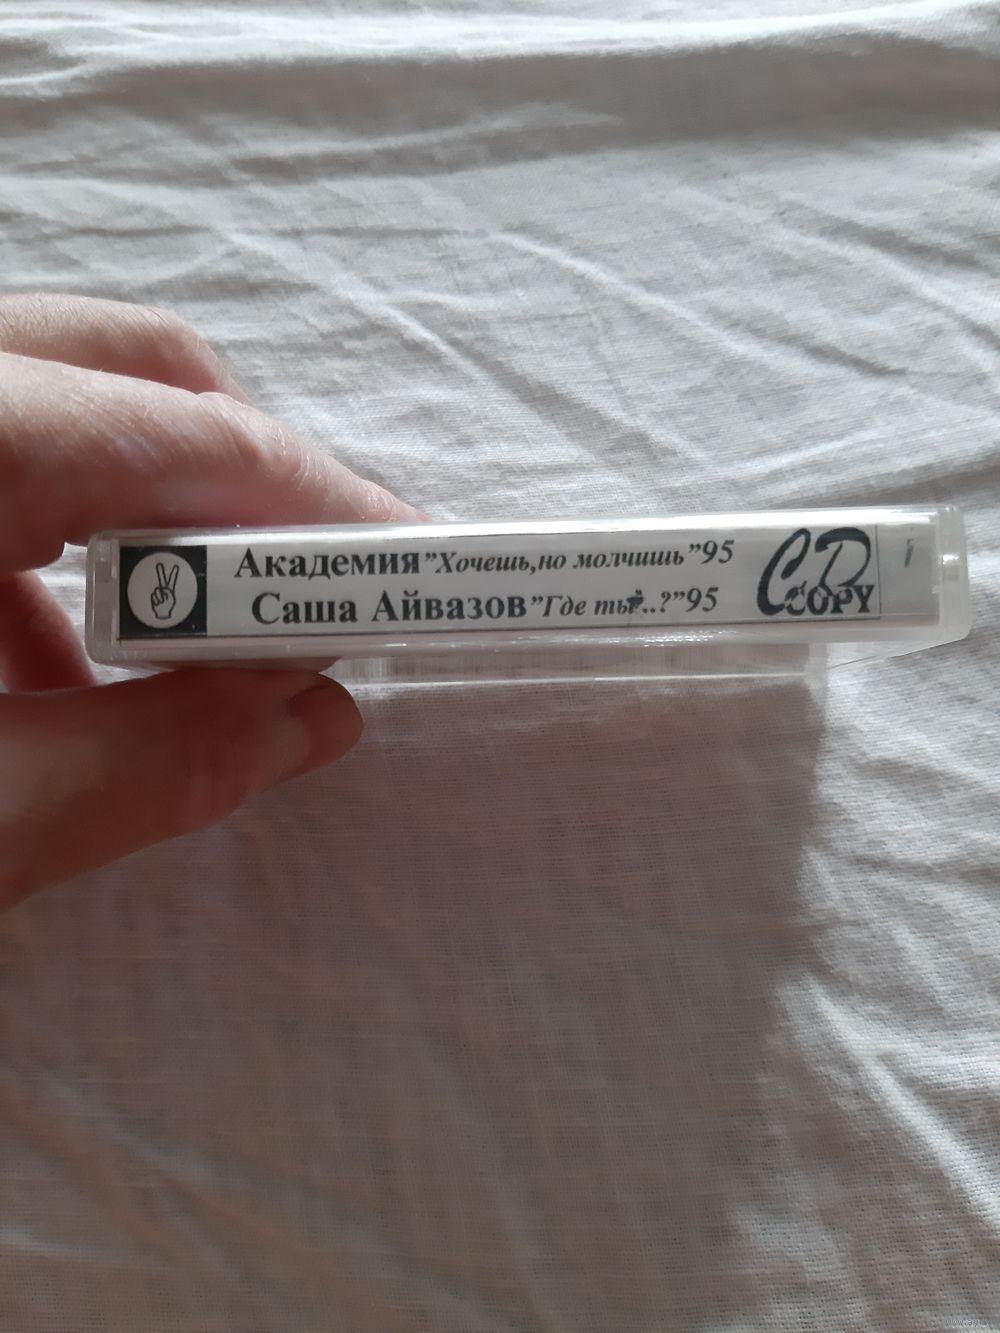 Академия"Хочешь,но молчишь"95
Саша Айвазов"Где ты..?"95
CD
COPY